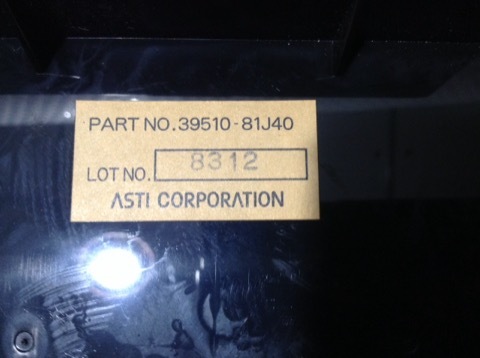 PART NO.39510-81J40
LOT NO. 8312
ASTI CORPORATION